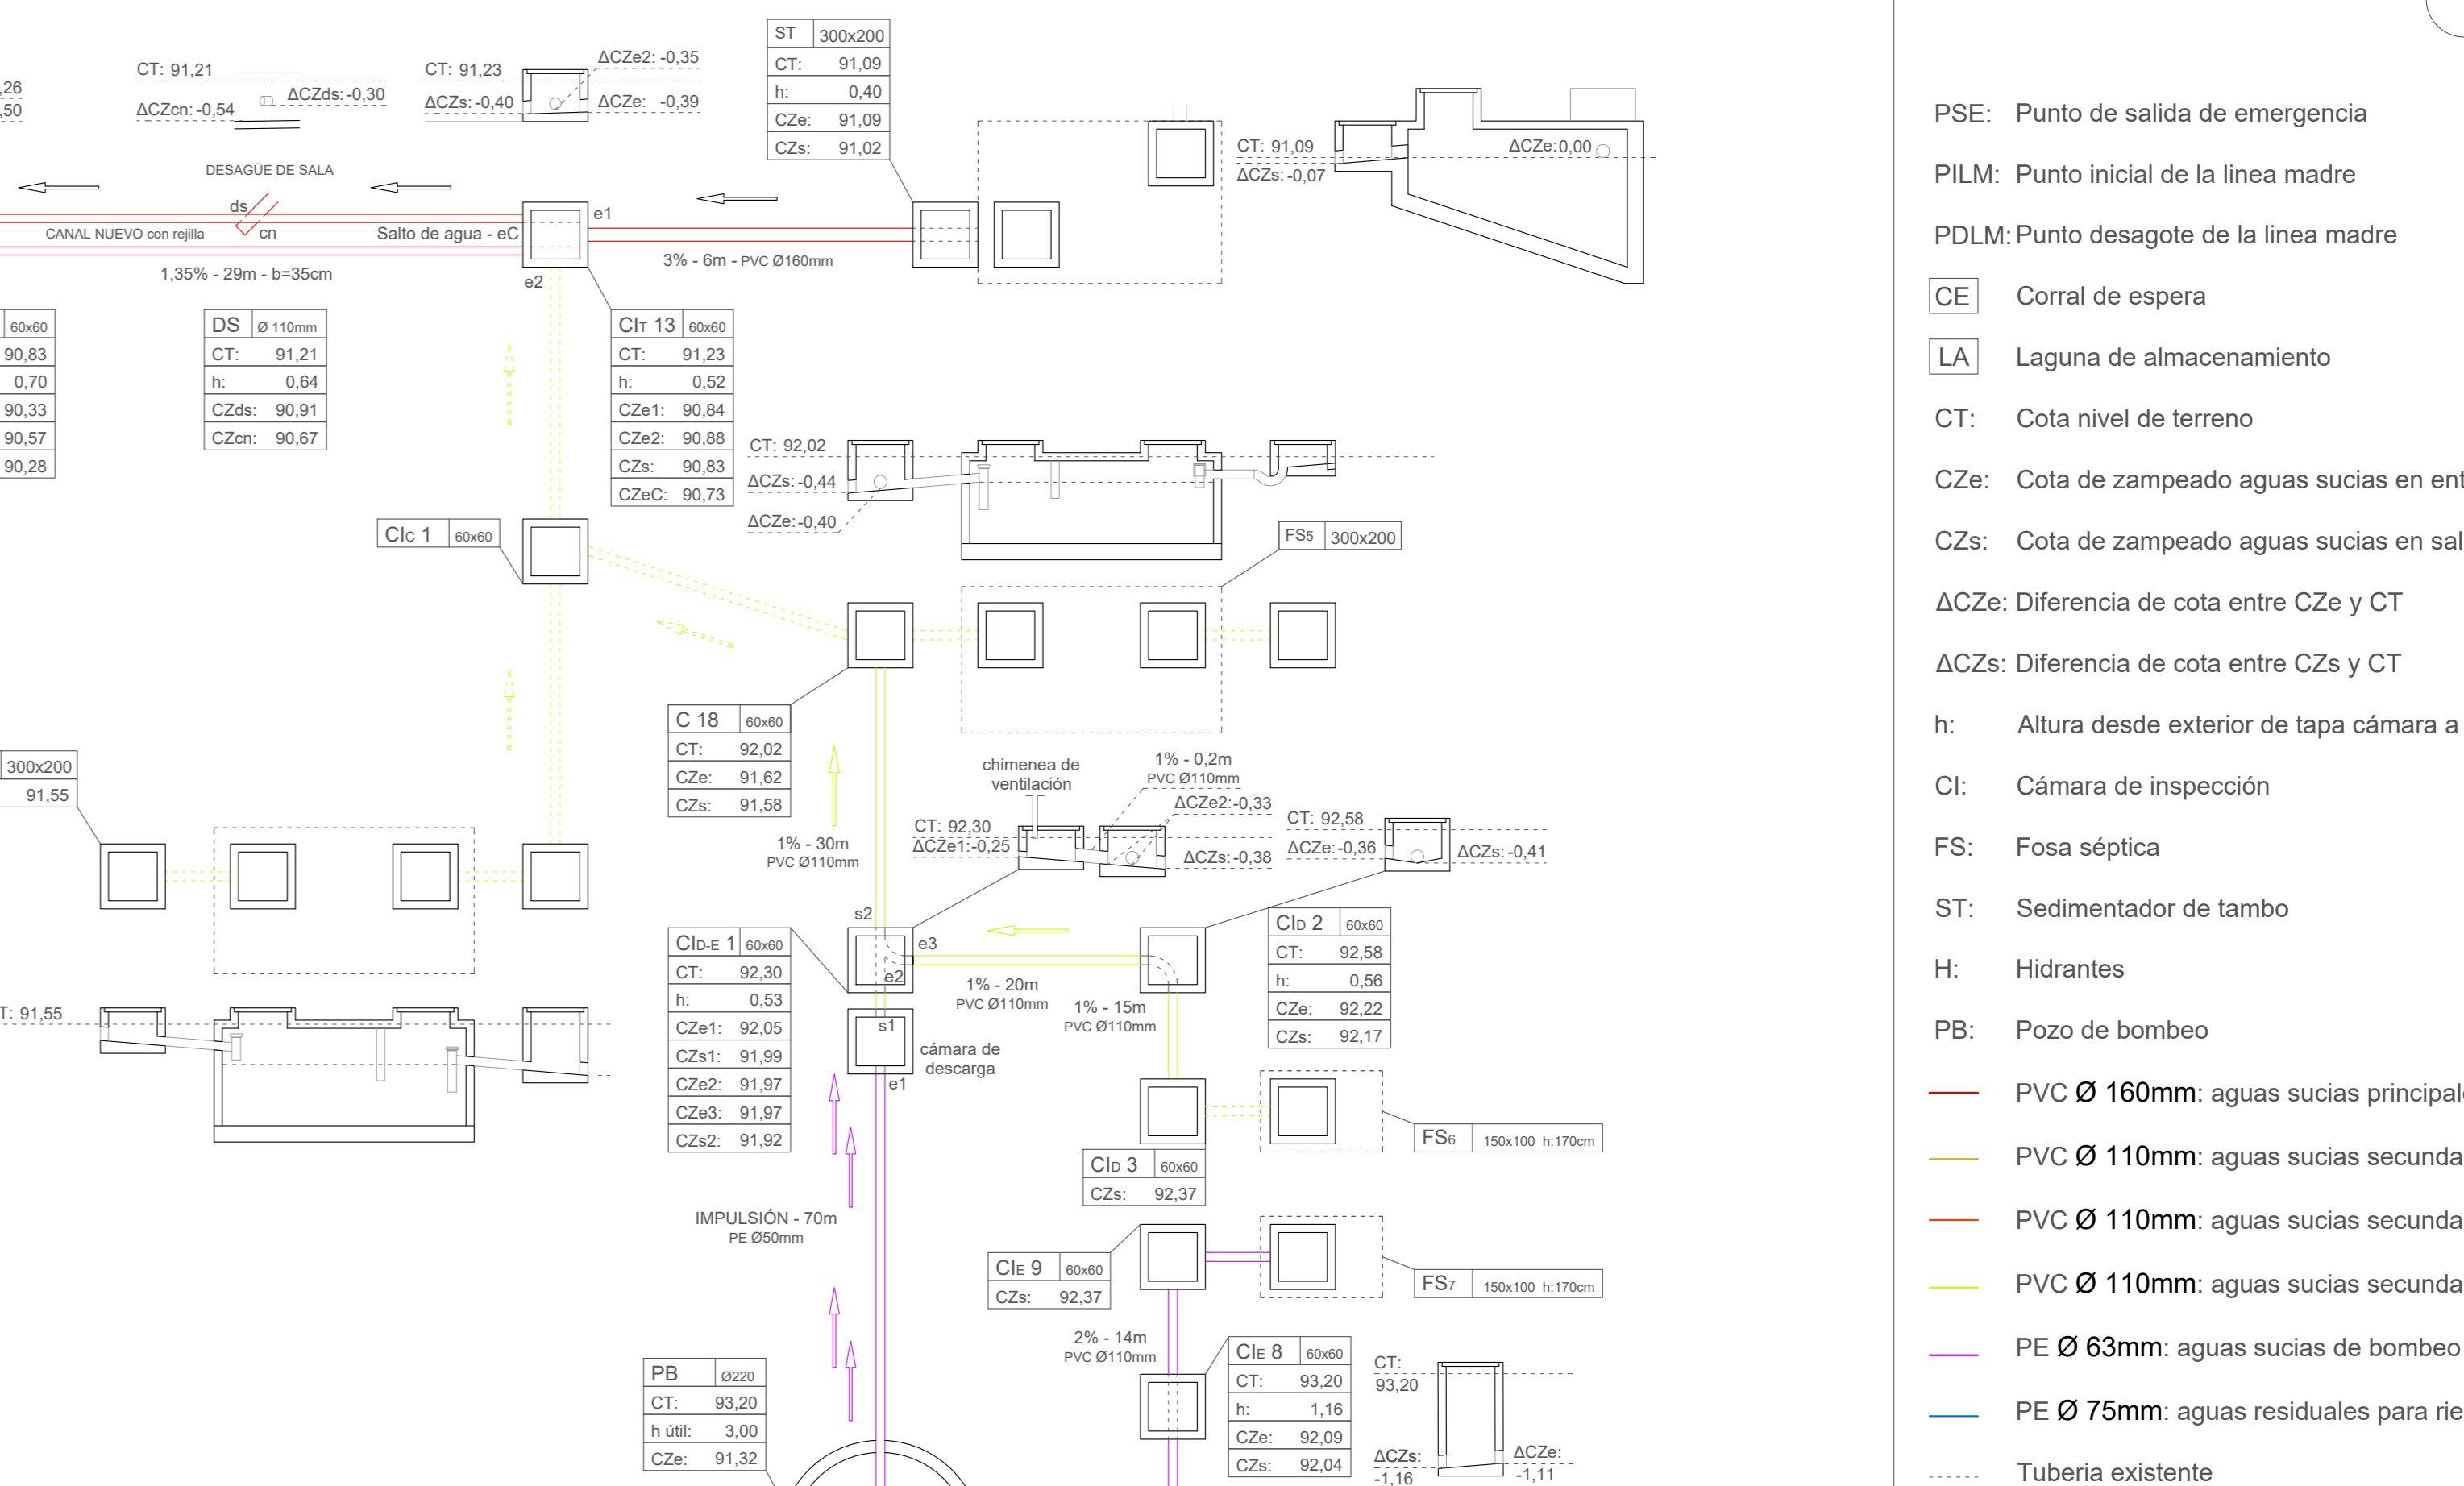 ,26
,50
CT: 91,21
ΔCZcn: -0,54
ΔCZds:-0,30
CT: 91,23
ΔCZs: -0,40
ΔCZe2: -0,35
ΔCZe: -0,39
ST 300x200
CT: 91,09
h: 0,40
CZe: 91,09
CZs: 91,02
CT: 91,09
ΔCZs: -0,07
ΔCZe: 0,00
DESAGÜE DE SALA
ds
cn
CANAL NUEVO con rejilla
Salto de agua - eC
e1
e2
1,35% - 29m - b=35cm
3% - 6m - PVC Ø160mm
60x60
90,83
0,70
90,33
90,57
90,28
DS Ø 110mm
CT: 91,21
h: 0,64
CZds: 90,91
CZcn: 90,67
CIT 13 60x60
CT: 91,23
h: 0,52
CZe1: 90,84
CZe2: 90,88
CZs: 90,83
CZeC: 90,73
CT: 92,02
ΔCZs: -0,44
ΔCZe: -0,40
CIC 1 60x60
FS5 300x200
C 18 60x60
CT: 92,02
CZe: 91,62
CZs: 91,58
300x200
91,55
1% - 30m
PVC Ø110mm
chimenea de
ventilación
1% - 0,2m
PVC Ø110mm
ΔCZe2:-0,33
CT: 92,30
ΔCZe1:-0,25
ΔCZs: -0,38
CT: 92,58
ΔCZe: -0,36
ΔCZs: -0,41
s2
e3
e2
s1
e1
CID-E 1 60x60
CT: 92,30
h: 0,53
CZe1: 92,05
CZs1: 91,99
CZe2: 91,97
CZe3: 91,97
CZs2: 91,92
1% - 20m
PVC Ø110mm
1% - 15m
PVC Ø110mm
CID 2 60x60
CT: 92,58
h: 0,56
CZe: 92,22
CZs: 92,17
T: 91,55
cámara de
descarga
FS6 150x100 h:170cm
CID 3 60x60
CZs: 92,37
IMPULSIÓN - 70m
PE Ø50mm
CIE 9 60x60
CZs: 92,37
FS7 150x100 h:170cm
2% - 14m
PVC Ø110mm
PB Ø220
CT: 93,20
h útil: 3,00
CZe: 91,32
CIE 8 60x60
CT: 93,20
h: 1,16
CZe: 92,09
CZs: 92,04
CT:
93,20
ΔCZs:
-1,16
ΔCZe:
-1,11
PSE: Punto de salida de emergencia
PILM: Punto inicial de la linea madre
PDLM: Punto desagote de la linea madre
CE Corral de espera
LA Laguna de almacenamiento
CT: Cota nivel de terreno
CZe: Cota de zampeado aguas sucias en ent
CZs: Cota de zampeado aguas sucias en sal
ΔCZe: Diferencia de cota entre CZe y CT
ΔCZs: Diferencia de cota entre CZs y CT
h: Altura desde exterior de tapa cámara a
CI: Cámara de inspección
FS: Fosa séptica
ST: Sedimentador de tambo
H: Hidrantes
PB: Pozo de bombeo
PVC Ø 160mm: aguas sucias principal
PVC Ø 110mm: aguas sucias secunda
PVC Ø 110mm: aguas sucias secunda
PVC Ø 110mm: aguas sucias secunda
PE Ø 63mm: aguas sucias de bombeo
PE Ø 75mm: aguas residuales para rie
Tuberia existente